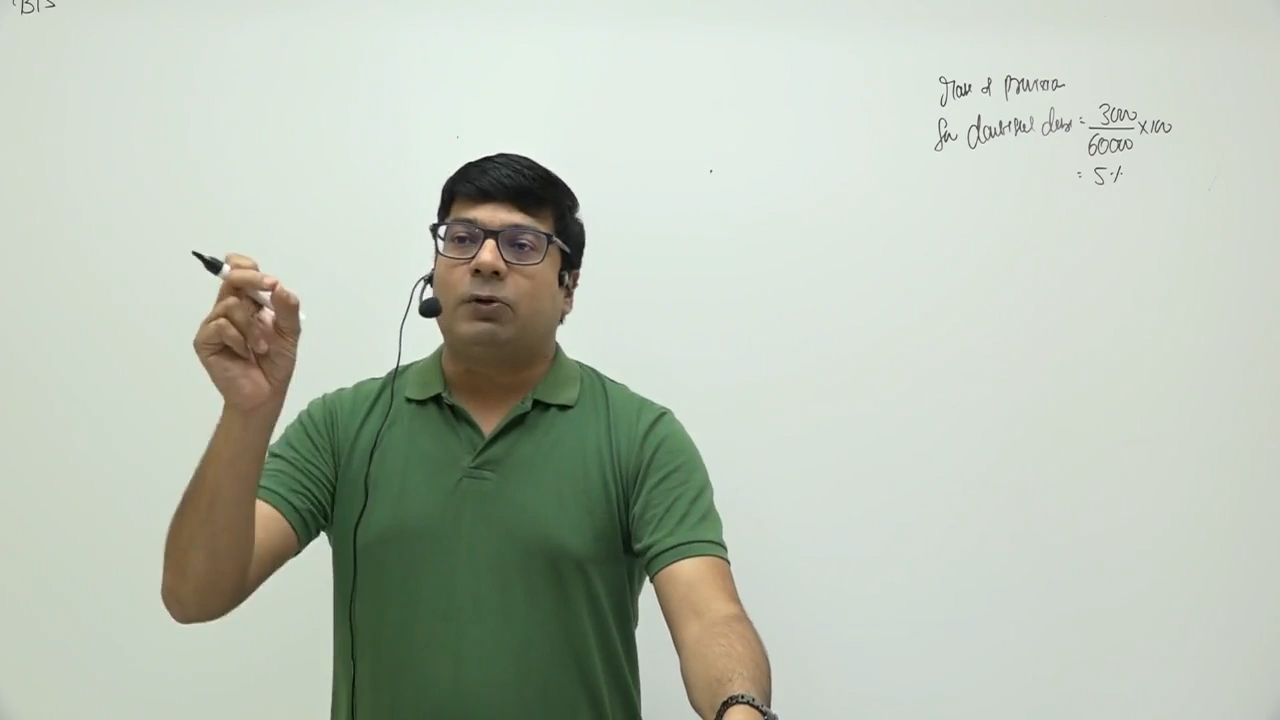 B/S
Rate of provision
for doubtful debts = 3000/60000 × 100
= 5%